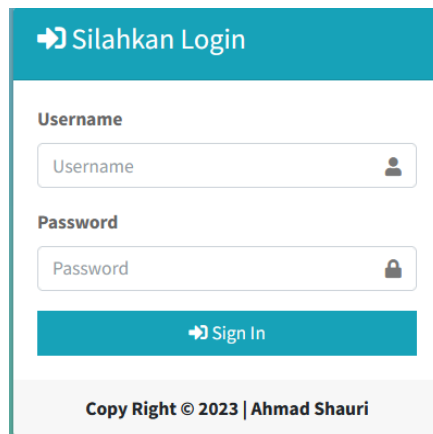 Silahkan Login
Username
Username
Password
Password
Sign In
Copy Right © 2023 | Ahmad Shauri